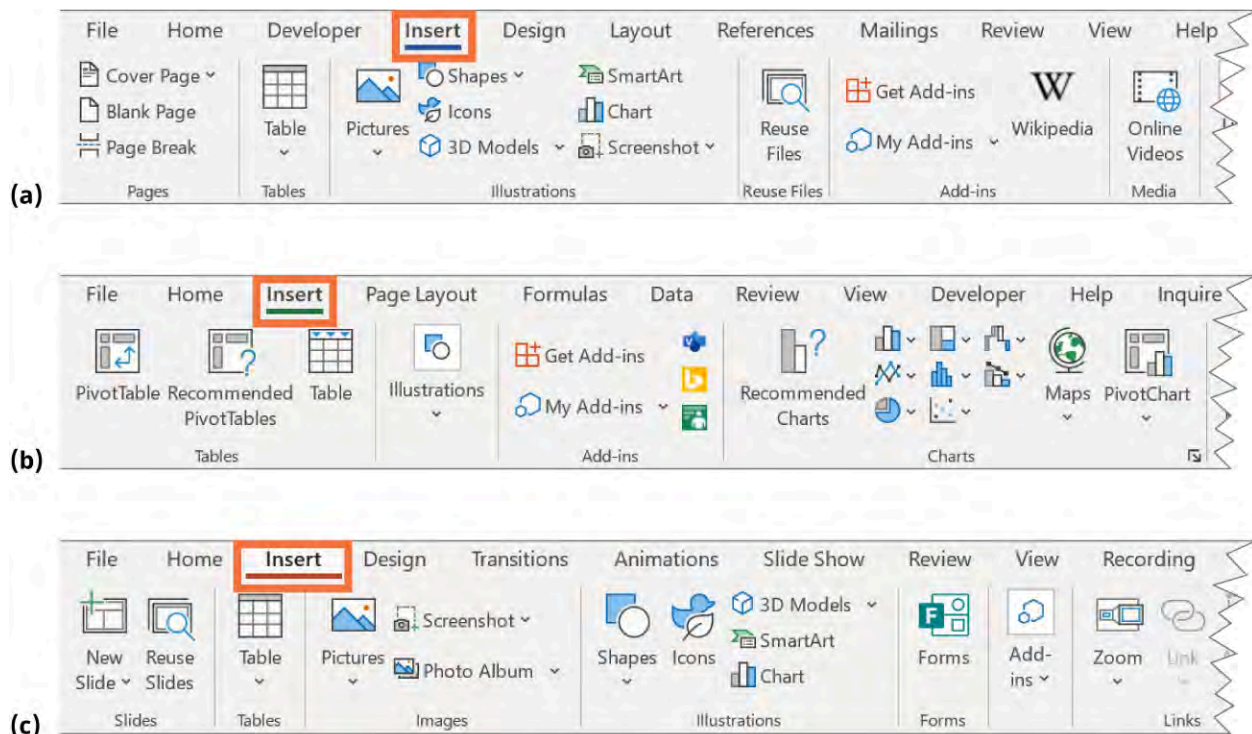 File Home Developer Insert Design Layout References Mailings Review View Help
Cover Page Shapes SmartArt
Get Add-ins W
Blank Page Icons Chart
Table Pictures Reuse Wikipedia Online
Page Break 3D Models Screenshot Files My Add-ins Videos
Pages Tables Illustrations Reuse Files Add-ins Media
(a)
File Home Insert Page Layout Formulas Data Review View Developer Help Inquire
Get Add-ins
PivotTable Recommended Table Illustrations Recommended Maps PivotChart
PivotTables My Add-ins Charts
Tables Add-ins Charts
(b)
File Home Insert Design Transitions Animations Slide Show Review View Recording
3D Models
Screenshot
SmartArt
New Reuse Table Pictures Shapes Icons Forms Add- Zoom Link
Photo Album
Slide Slides Chart ins
Slides Tables Images Illustrations Forms Links
(c)